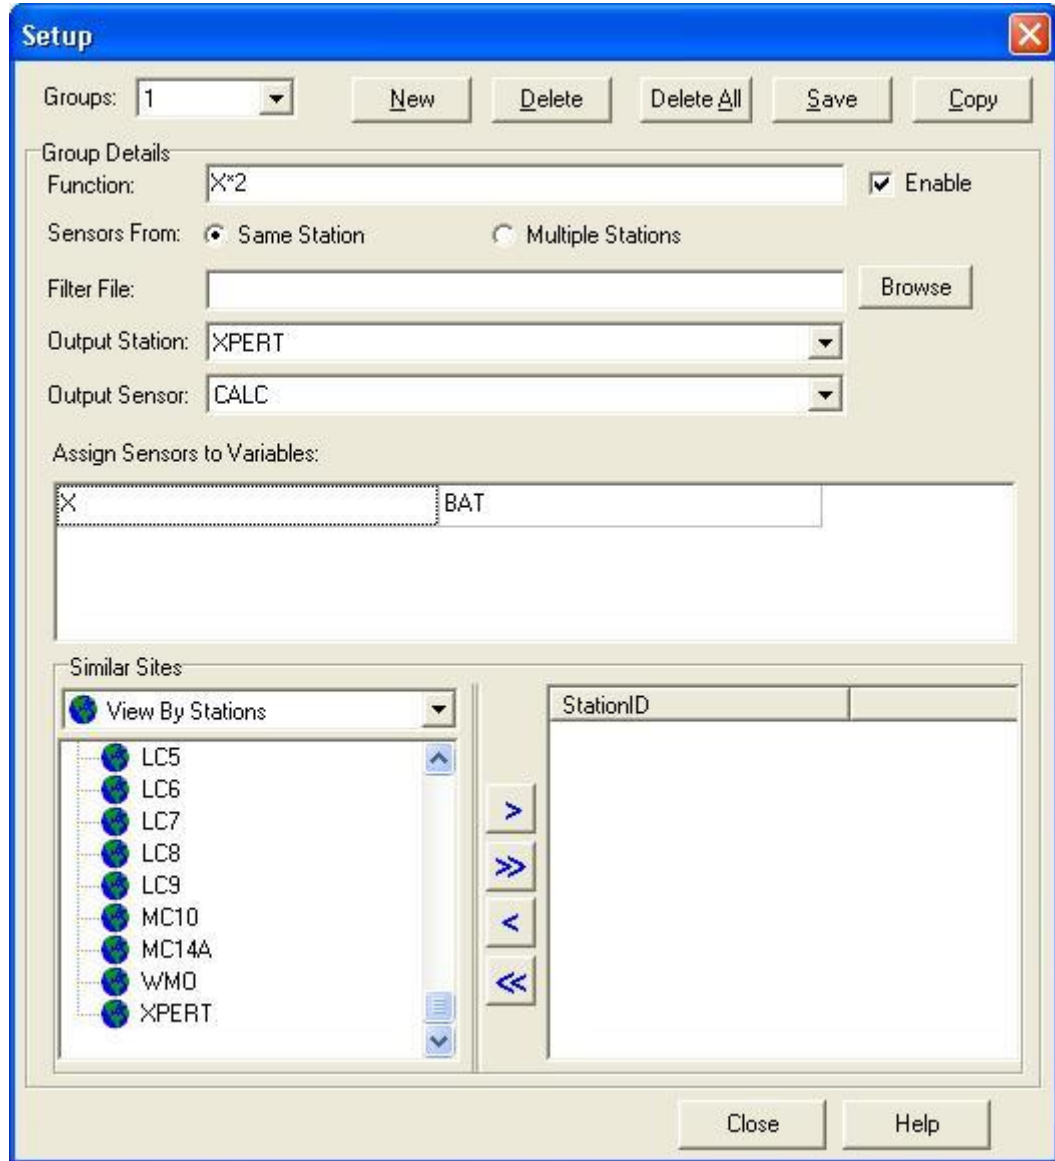 Setup
Groups: 1 New Delete Delete All Save Copy
Group Details
Function: X*2 Enable
Sensors From: Same Station Multiple Stations
Filter File: Browse
Output Station: XPERT
Output Sensor: CALC
Assign Sensors to Variables:
X BAT
Similar Sites
View By Stations
LC5
LC6
LC7
LC8
LC9
MC10
MC14A
WMO
XPERT
>
>>
<
<<
StationID
Close Help